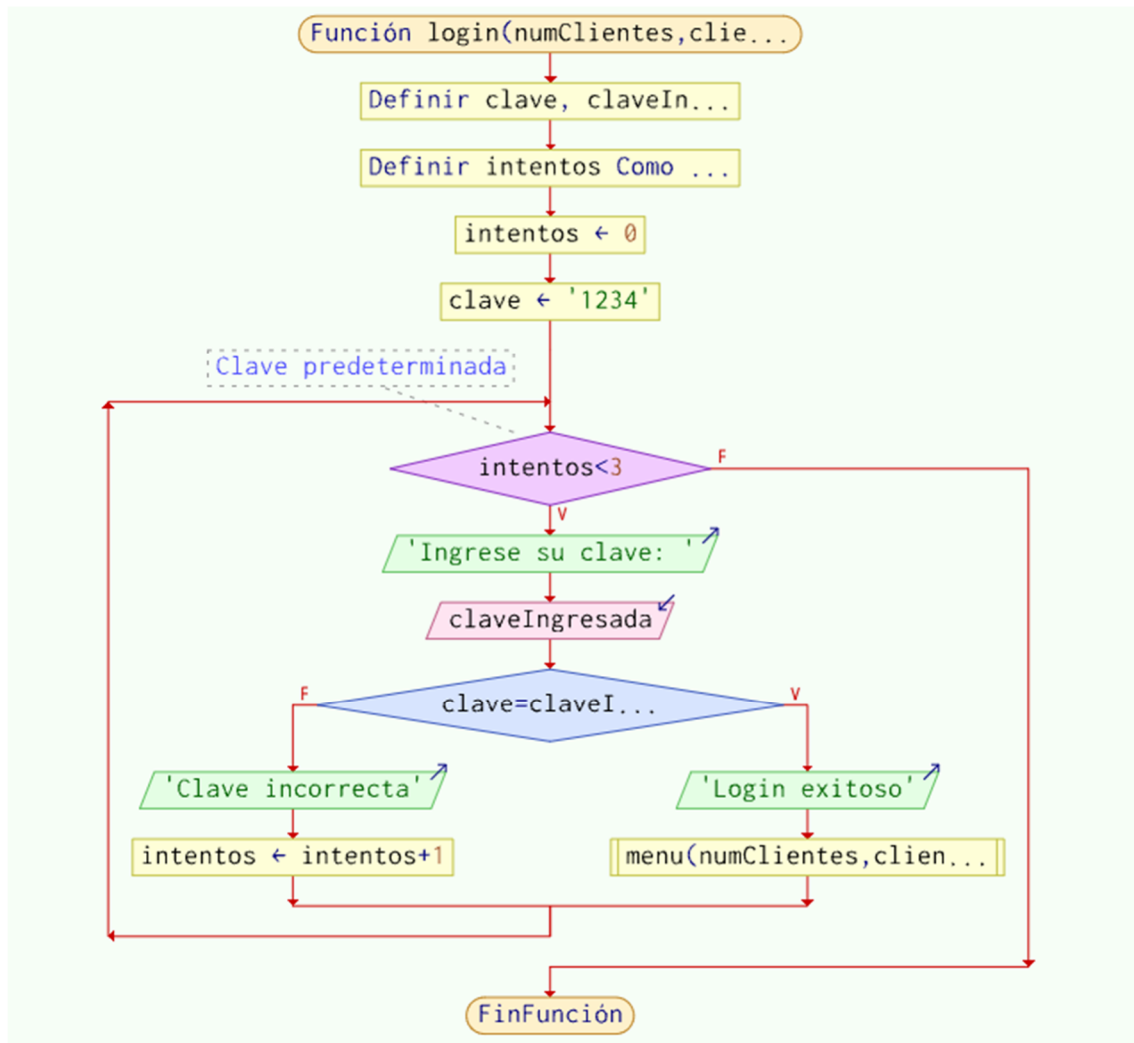 Función login(numClientes,clie...
Definir clave, claveIn...
Definir intentos Como ...
intentos ← 0
clave ← '1234'
Clave predeterminada
intentos<3
F
V
'Ingrese su clave: '
claveIngresada
clave=claveI...
F
V
'Clave incorrecta'
'Login exitoso'
intentos ← intentos+1
menu(numClientes,clien...
FinFunción